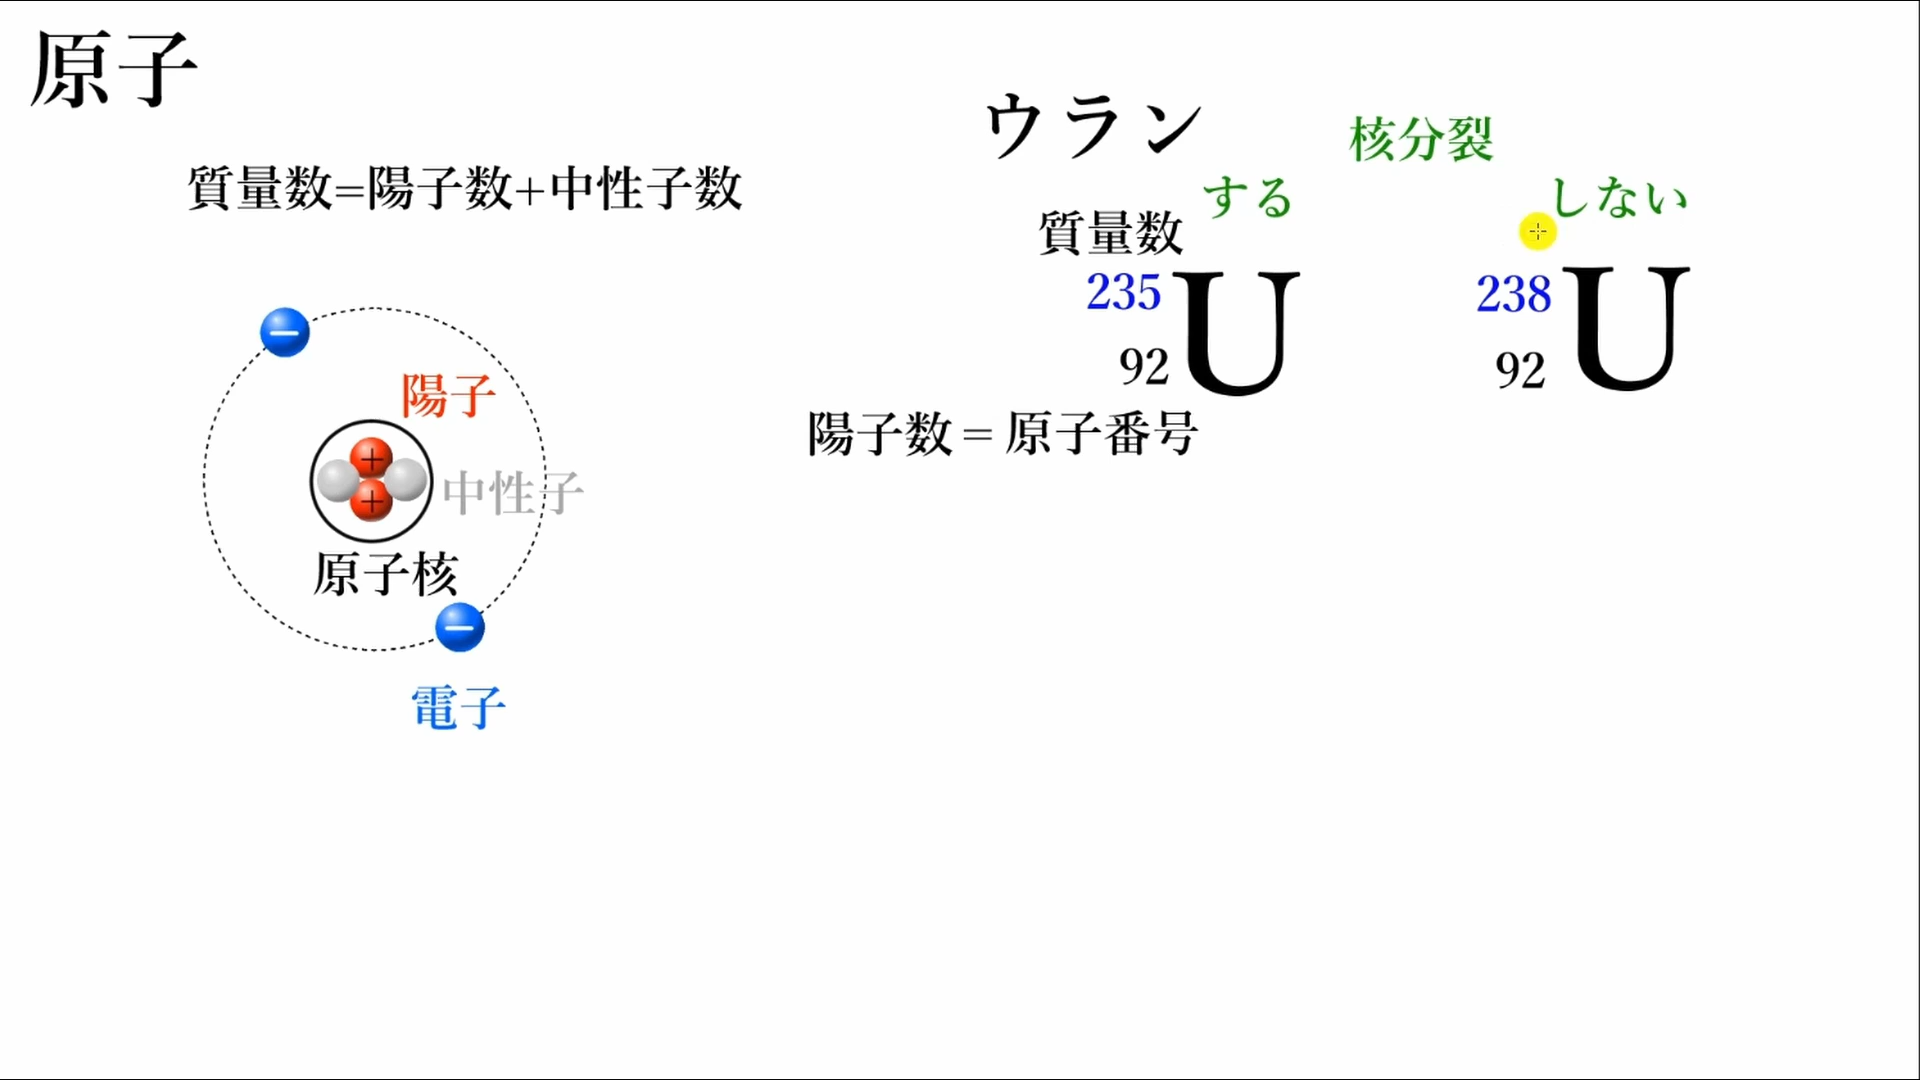 原子
質量数=陽子数+中性子数
陽子
中性子
原子核
電子
ウラン
核分裂
する
しない
質量数
235
92
U
238
92
U
陽子数 = 原子番号